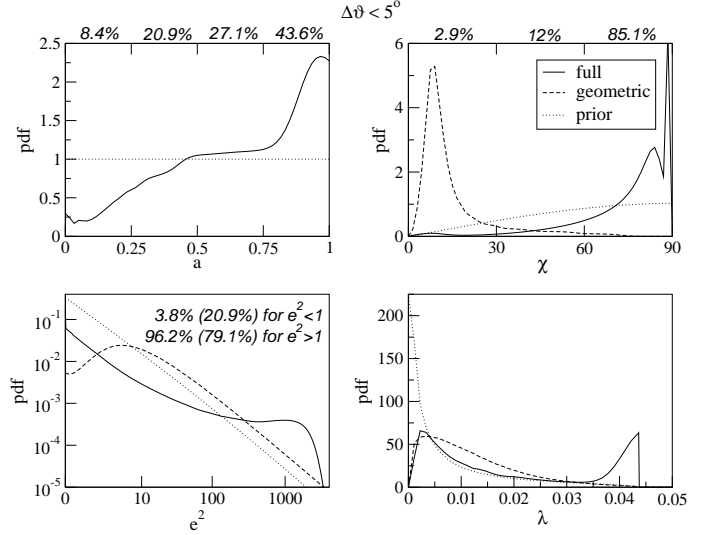 Δϑ < 5°
8.4% 20.9% 27.1% 43.6%
2.5
2
1.5
1
0.5
0
pdf
0 0.25 0.5 0.75 1
a
2.9% 12% 85.1%
6
4
2
0
pdf
full
geometric
prior
0 30 60 90
χ
3.8% (20.9%) for e²<1
96.2% (79.1%) for e²>1
10⁻¹
10⁻²
10⁻³
10⁻⁴
10⁻⁵
pdf
0 10 100 1000
e²
200
150
100
50
0
pdf
0 0.01 0.02 0.03 0.04 0.05
λ